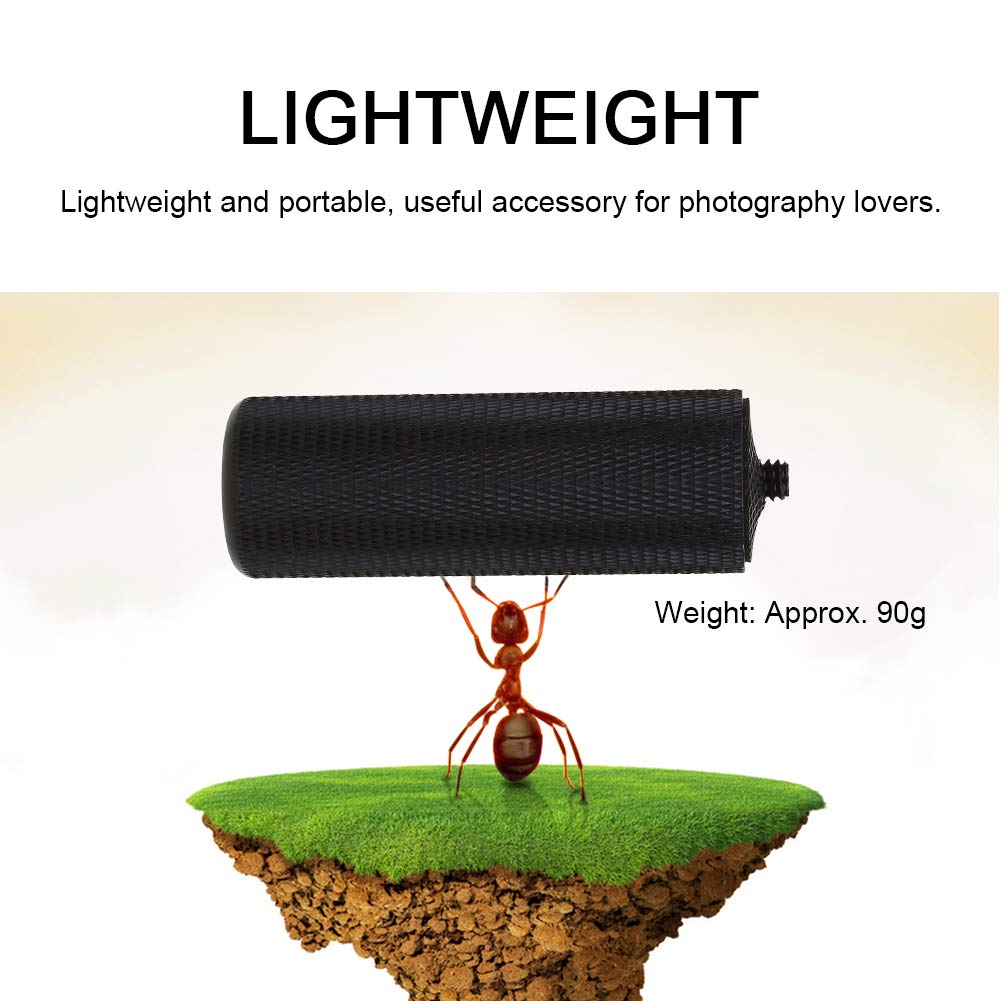 LIGHTWEIGHT
Lightweight and portable, useful accessory for photography lovers.
Weight: Approx. 90g